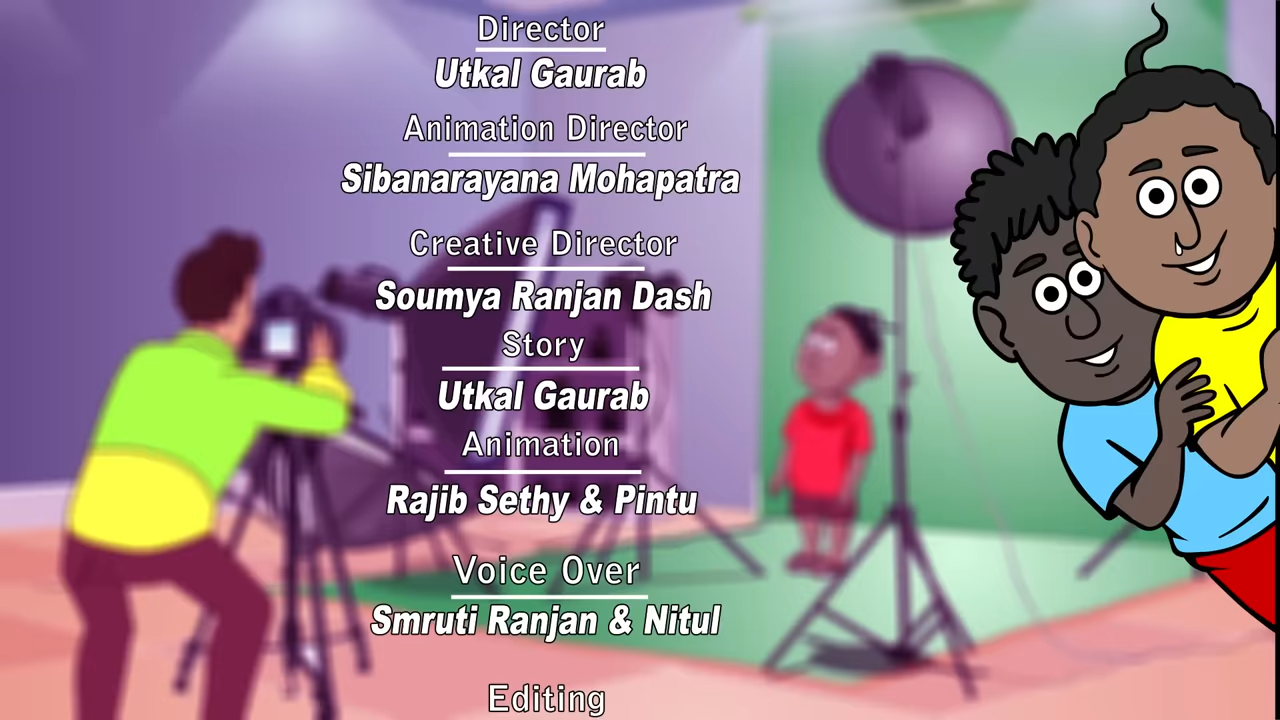 Director
Utkal Gaurab
Animation Director
Sibanarayana Mohapatra
Creative Director
Soumya Ranjan Dash
Story
Utkal Gaurab
Animation
Rajib Sethy & Pintu
Voice Over
Smruti Ranjan & Nitul
Editing